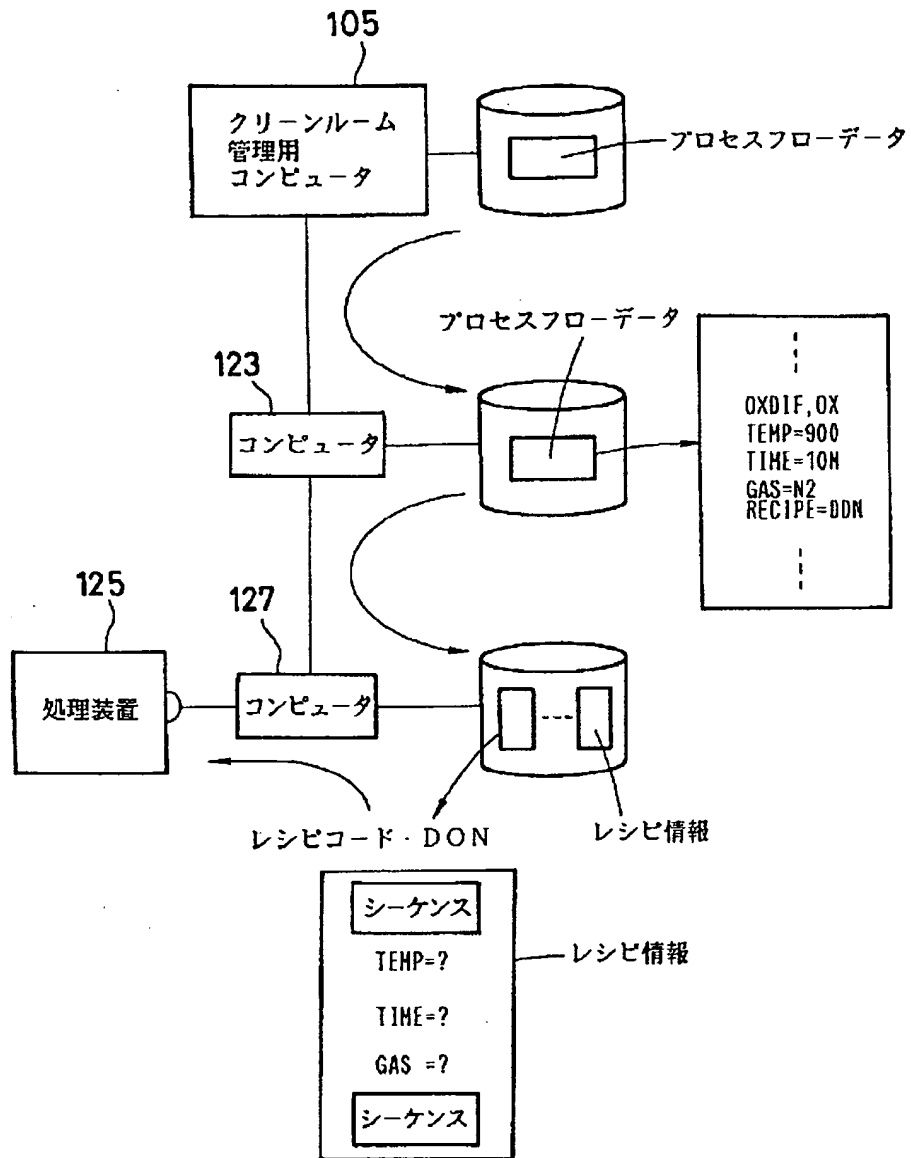 105
クリーンルーム
管理用
コンピュータ
プロセスフローデータ
プロセスフローデータ
123
コンピュータ
OXDIF,OX
TEMP=900
TIME=10M
GAS=N2
RECIPE=DDN
125
処理装置
127
コンピュータ
レシピコード・DON
レシピ情報
シーケンス
TEMP=?
TIME=?
GAS =?
シーケンス
レシピ情報